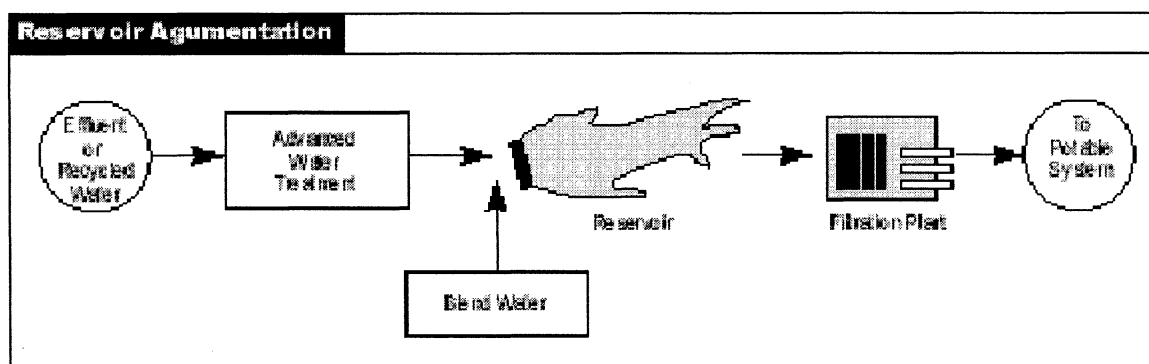 Reservoir Agumentation
Effluent
or
Recycled
Water
Advanced
Water
Treatment
Blend Water
Reservoir
Filtration Plant
To
Potable
System